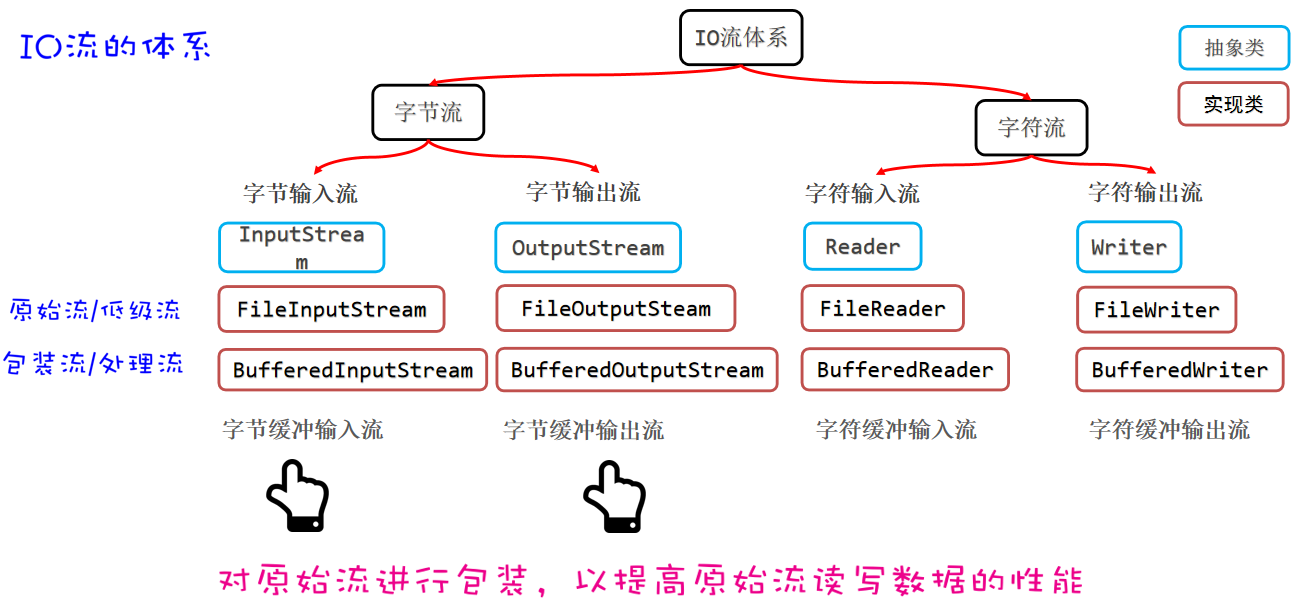 IO流的体系
IO流体系
抽象类
实现类
字节流
字符流
字节输入流
字节输出流
字符输入流
字符输出流
InputStrea
m
OutputStream
Reader
Writer
原始流/低级流
FileInputStream
FileOutputSteam
FileReader
FileWriter
包装流/处理流
BufferedInputStream
BufferedOutputStream
BufferedReader
BufferedWriter
字节缓冲输入流
字节缓冲输出流
字符缓冲输入流
字符缓冲输出流
对原始流进行包装，以提高原始流读写数据的性能